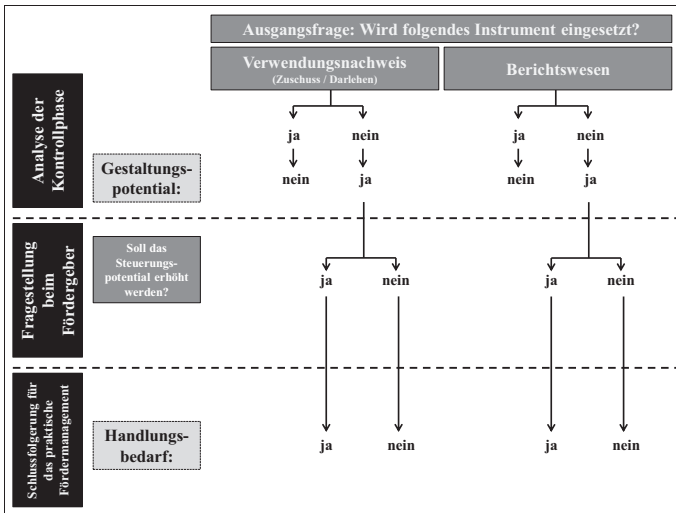 Ausgangsfrage: Wird folgendes Instrument eingesetzt?
Verwendungsnachweis
(Zuschuss / Darlehen)
Berichtswesen
Analyse der
Kontrollphase
ja nein ja nein
Gestaltungs-
potential:
nein ja nein ja
Fragestellung
beim
Fördergeber
Soll das
Steuerungs-
potential erhöht
werden?
ja nein ja nein
Schlussfolgerung für
das praktische
Fördermanagement
Handlungs-
bedarf:
ja nein ja nein